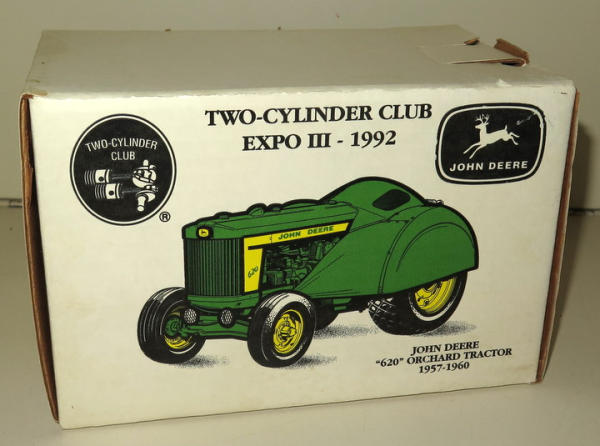 TWO-CYLINDER CLUB
EXPO III - 1992
TWO-CYLINDER
CLUB
®
JOHN DEERE
JOHN DEERE
620
JOHN DEERE
"620" ORCHARD TRACTOR
1957-1960